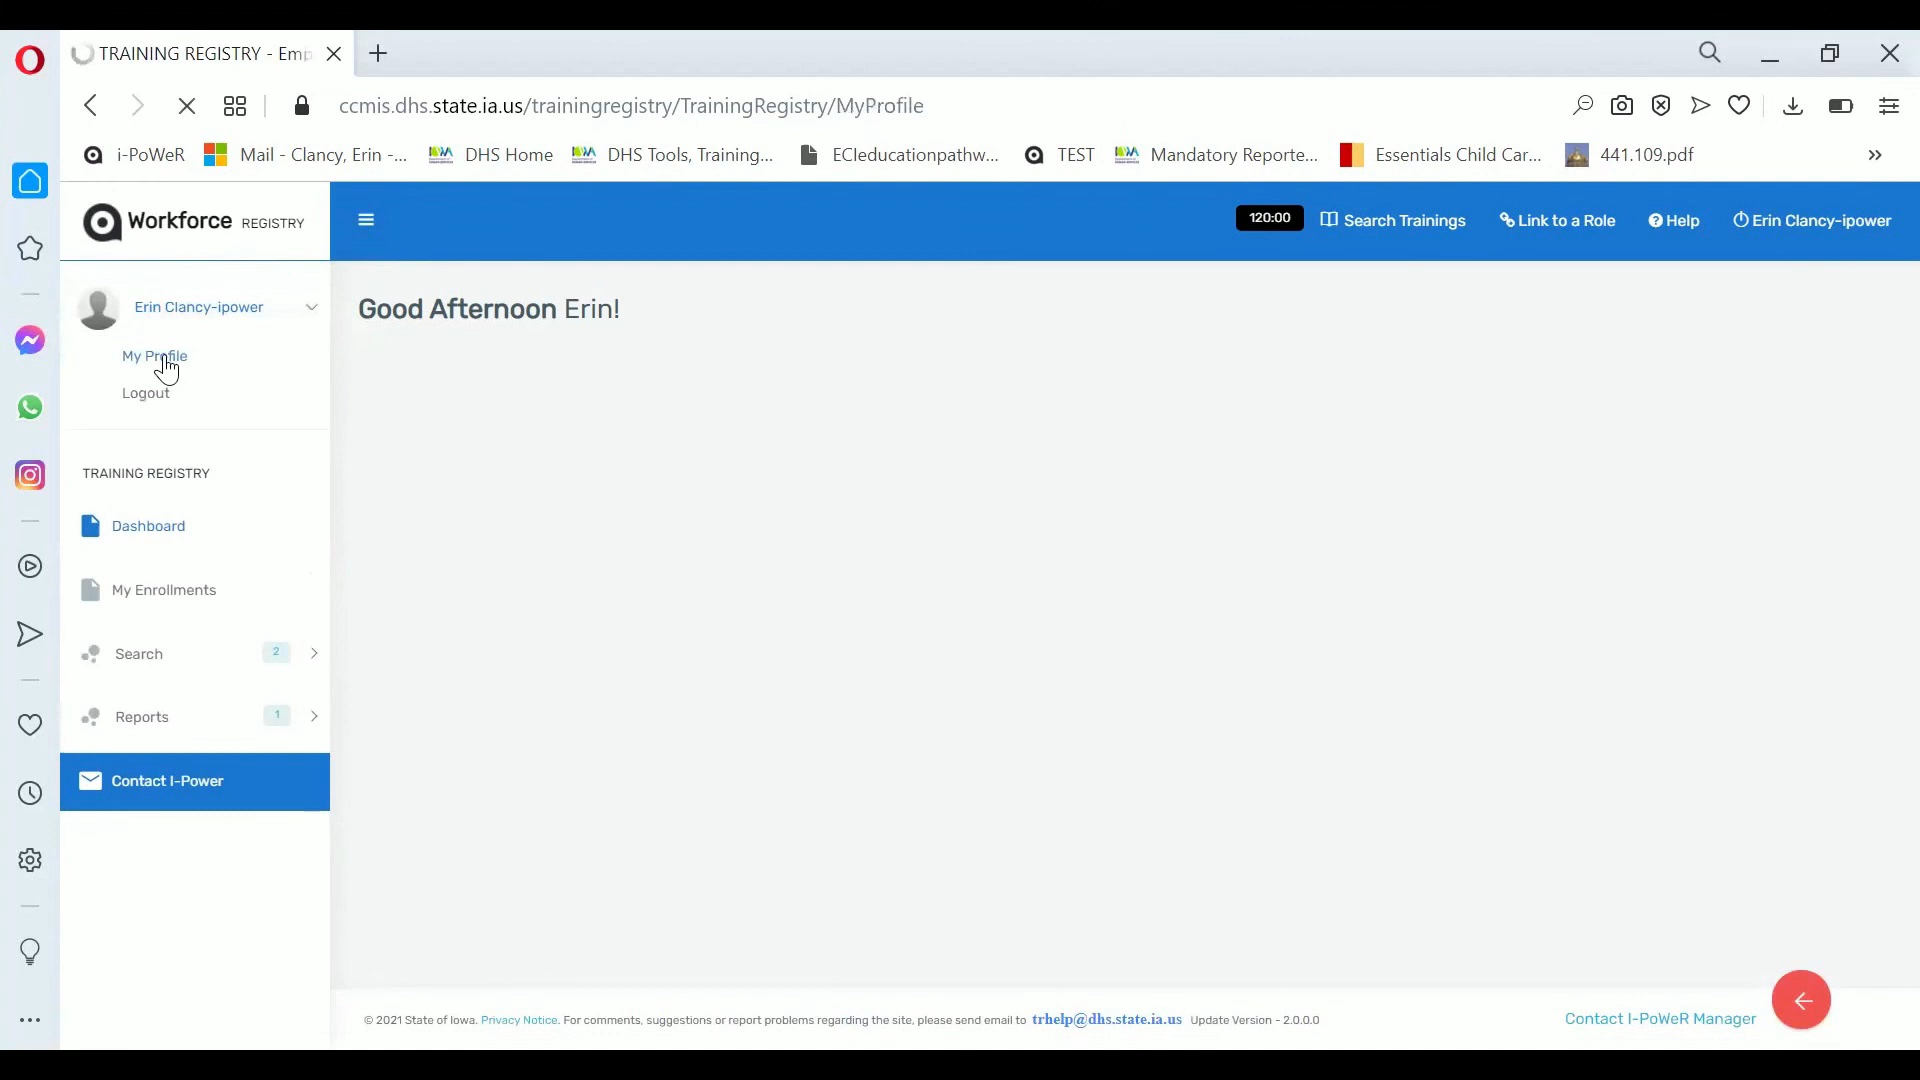 TRAINING REGISTRY - Emp
ccmis.dhs.state.ia.us/trainingregistry/TrainingRegistry/MyProfile
i-PoWeR Mail - Clancy, Erin -... DHS Home DHS Tools, Training... ECIeducationpathw... TEST Mandatory Reporte... Essentials Child Car... 441.109.pdf
Workforce REGISTRY
120:00 Search Trainings Link to a Role Help Erin Clancy-ipower
Erin Clancy-ipower
My Profile
Logout
Good Afternoon Erin!
TRAINING REGISTRY
Dashboard
My Enrollments
Search 2
Reports 1
Contact I-Power
© 2021 State of Iowa. Privacy Notice. For comments, suggestions or report problems regarding the site, please send email to trhelp@dhs.state.ia.us Update Version - 2.0.0.0
Contact I-PoWeR Manager